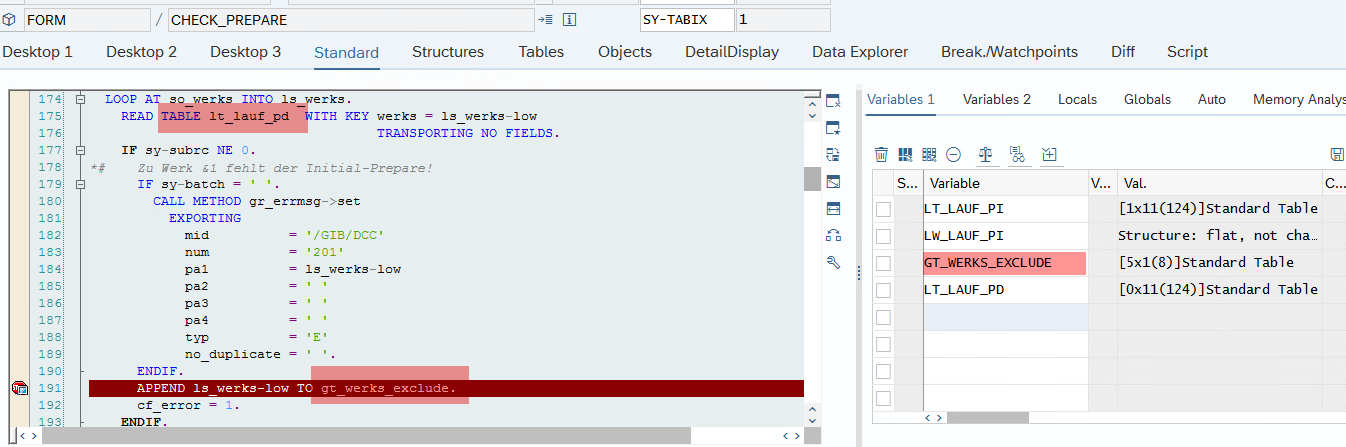 FORM / CHECK_PREPARE SY-TABIX 1
Desktop 1 Desktop 2 Desktop 3 Standard Structures Tables Objects DetailDisplay Data Explorer Break./Watchpoints Diff Script
174 LOOP AT so_werks INTO ls_werks.
175 READ TABLE lt_lauf_pd WITH KEY werks = ls_werks-low
176 TRANSPORTING NO FIELDS.
177 IF sy-subrc NE 0.
178 *# Zu Werk &1 fehlt der Initial-Prepare!
179 IF sy-batch = ' '.
180 CALL METHOD gr_errmsg->set
181 EXPORTING
182 mid = '/GIB/DCC'
183 num = '201'
184 pa1 = ls_werks-low
185 pa2 = ' '
186 pa3 = ' '
187 pa4 = ' '
188 typ = 'E'
189 no_duplicate = ' '.
190 ENDIF.
191 APPEND ls_werks-low TO gt_werks_exclude.
192 cf_error = 1.
193 ENDIF.
Variables 1 Variables 2 Locals Globals Auto Memory Analys
S... Variable V... Val. C...
LT_LAUF_PI [1x11(124)]Standard Table
LW_LAUF_PI Structure: flat, not cha...
GT_WERKS_EXCLUDE [5x1(8)]Standard Table
LT_LAUF_PD [0x11(124)]Standard Table